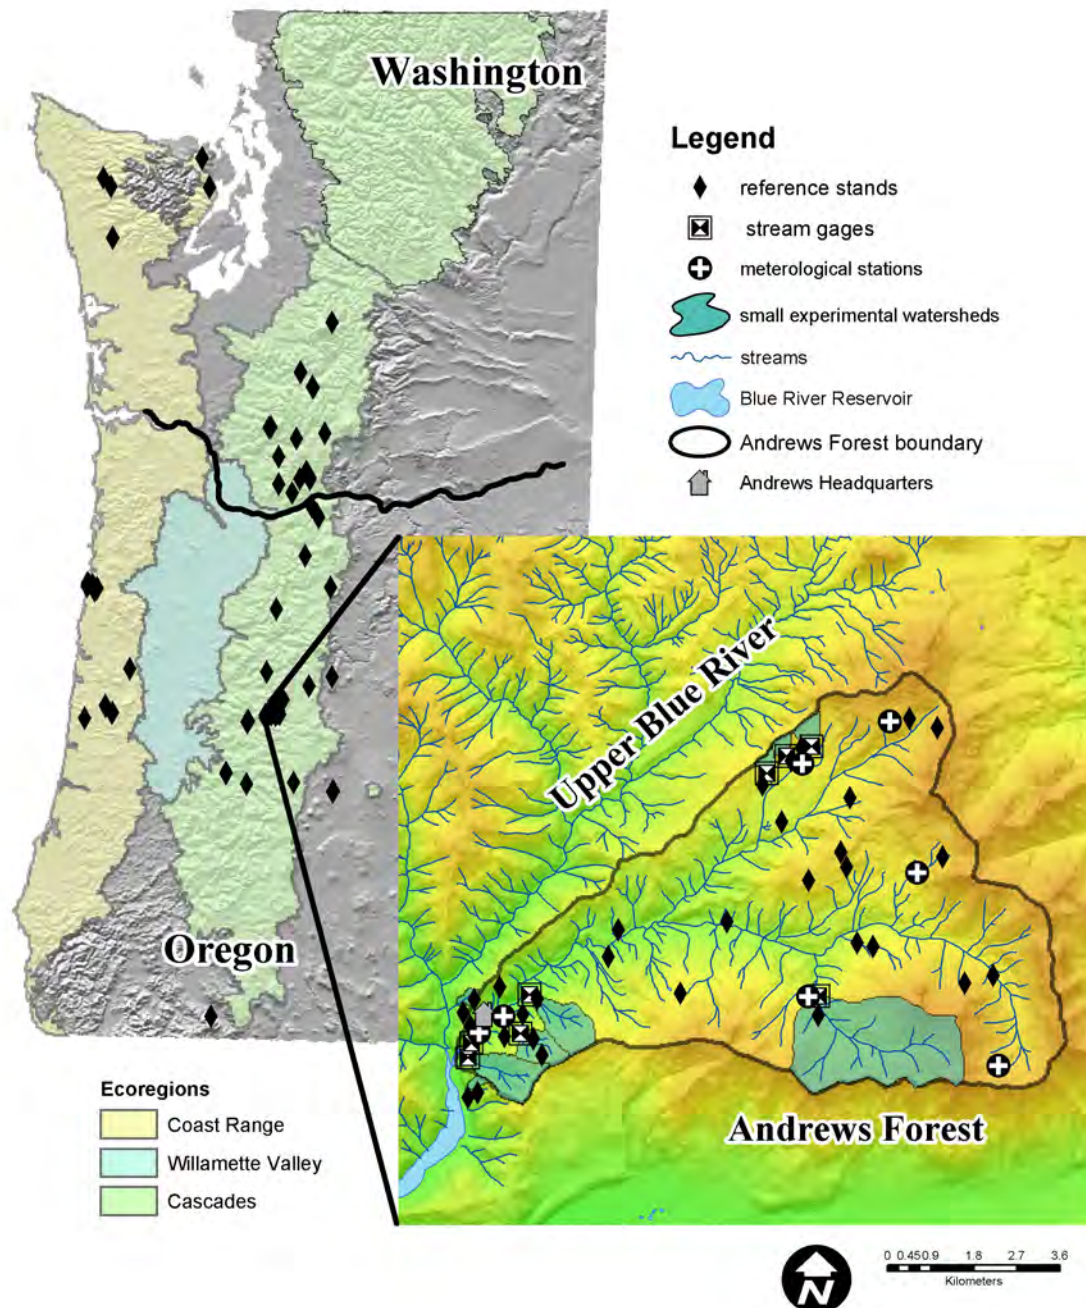 Washington
Legend
reference stands
stream gages
meterological stations
small experimental watersheds
streams
Blue River Reservoir
Andrews Forest boundary
Andrews Headquarters
Upper Blue River
Oregon
Andrews Forest
Ecoregions
Coast Range
Willamette Valley
Cascades
N
0 0.45 0.9 1.8 2.7 3.6
Kilometers